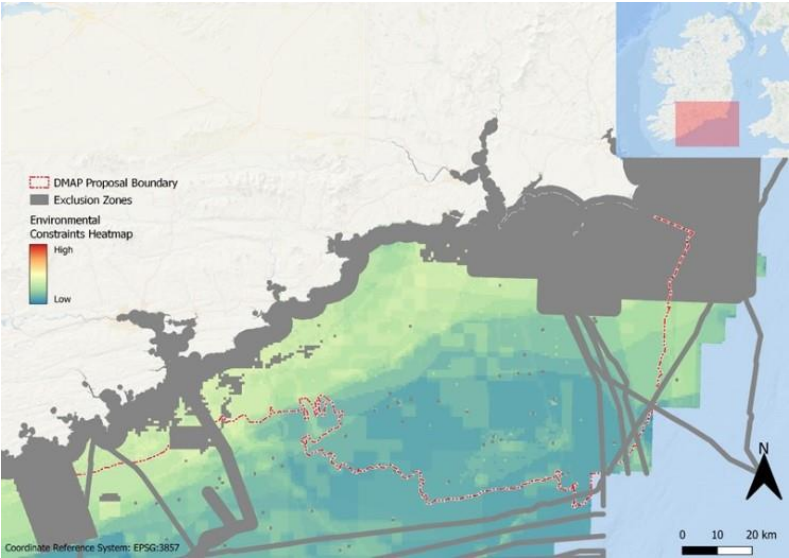 DMAP Proposal Boundary
Exclusion Zones
Environmental
Constraints Heatmap
High
Low
N
0 10 20 km
Coordinate Reference System: EPSG:3857